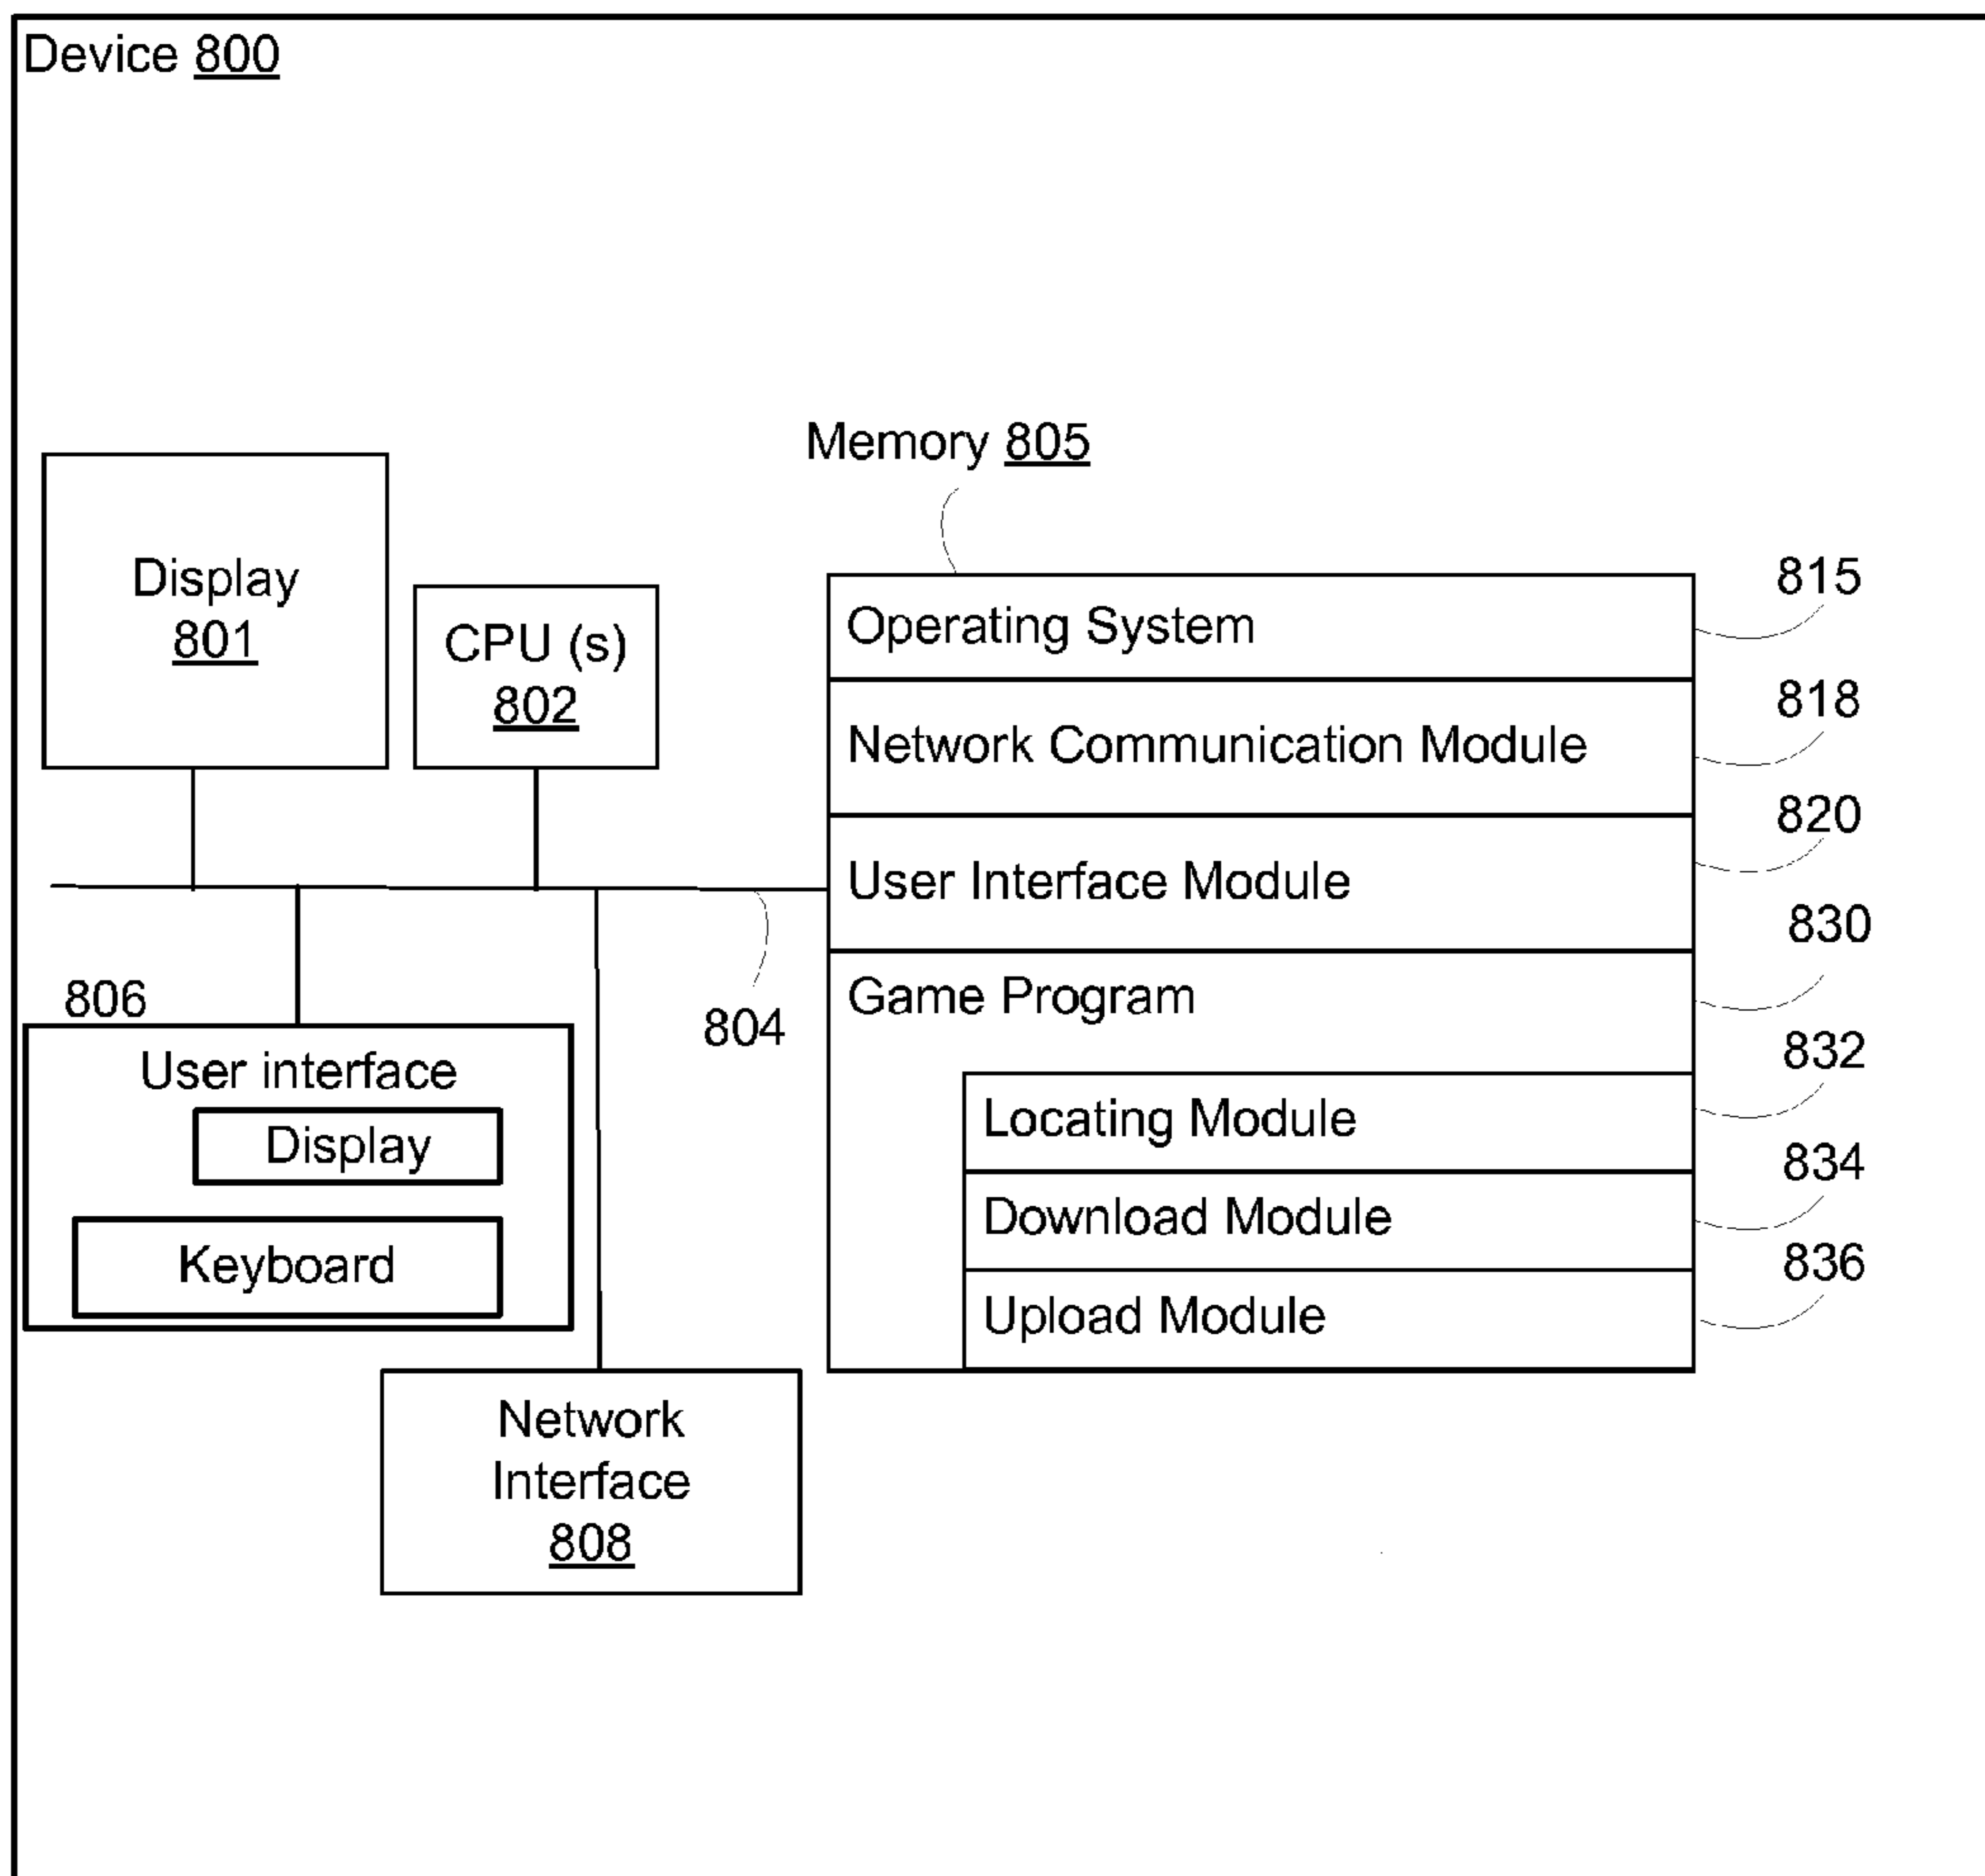 Device 800
Memory 805
Display
801
CPU (s)
802
Operating System
815
Network Communication Module
818
User Interface Module
820
Game Program
830
Locating Module
832
Download Module
834
Upload Module
836
804
806
User interface
Display
Keyboard
Network
Interface
808